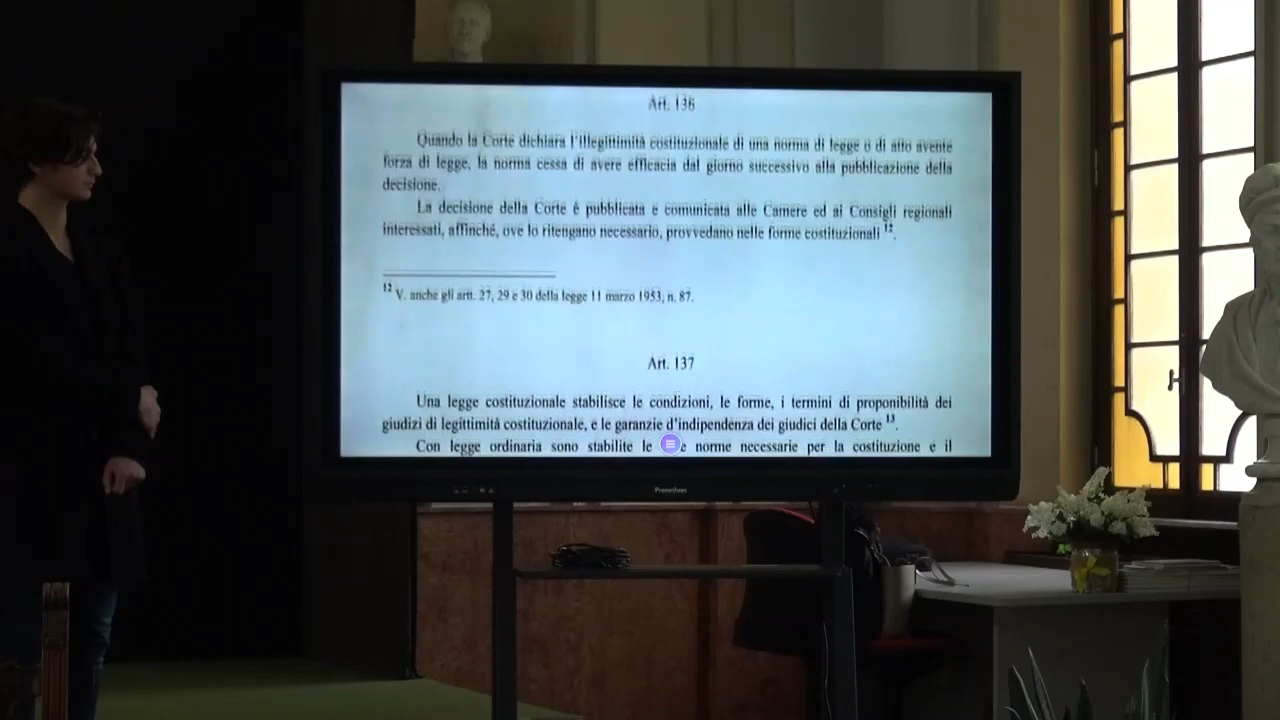 Art. 136
Quando la Corte dichiara l'illegittimità costituzionale di una norma di legge o di atto avente
forza di legge, la norma cessa di avere efficacia dal giorno successivo alla pubblicazione della
decisione.
La decisione della Corte è pubblicata e comunicata alle Camere ed ai Consigli regionali
interessati, affinché, ove lo ritengano necessario, provvedano nelle forme costituzionali 12.
12 V. anche gli artt. 27, 29 e 30 della legge 11 marzo 1953, n. 87.
Art. 137
Una legge costituzionale stabilisce le condizioni, le forme, i termini di proponibilità dei
giudizi di legittimità costituzionale, e le garanzie d'indipendenza dei giudici della Corte 13.
Con legge ordinaria sono stabilite le norme necessarie per la costituzione e il
Promethean